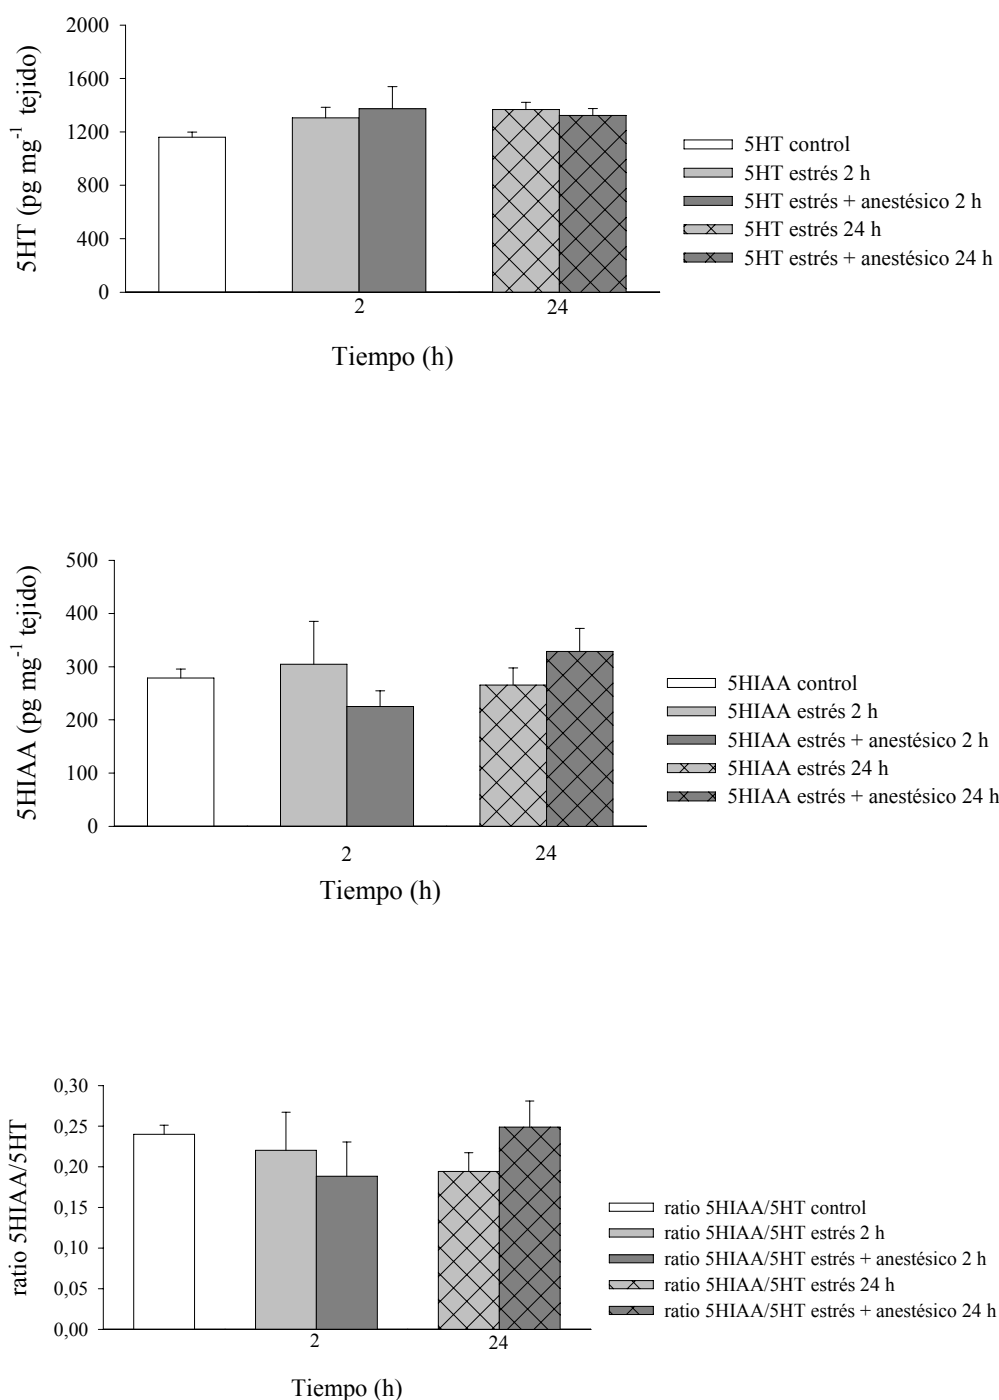 2000
1600
1200
800
400
0
5HT (pg mg⁻¹ tejido)
2
24
Tiempo (h)
5HT control
5HT estrés 2 h
5HT estrés + anestésico 2 h
5HT estrés 24 h
5HT estrés + anestésico 24 h
500
400
300
200
100
0
5HIAA (pg mg⁻¹ tejido)
2
24
Tiempo (h)
5HIAA control
5HIAA estrés 2 h
5HIAA estrés + anestésico 2 h
5HIAA estrés 24 h
5HIAA estrés + anestésico 24 h
0,30
0,25
0,20
0,15
0,10
0,05
0,00
ratio 5HIAA/5HT
2
24
Tiempo (h)
ratio 5HIAA/5HT control
ratio 5HIAA/5HT estrés 2 h
ratio 5HIAA/5HT estrés + anestésico 2 h
ratio 5HIAA/5HT estrés 24 h
ratio 5HIAA/5HT estrés + anestésico 24 h